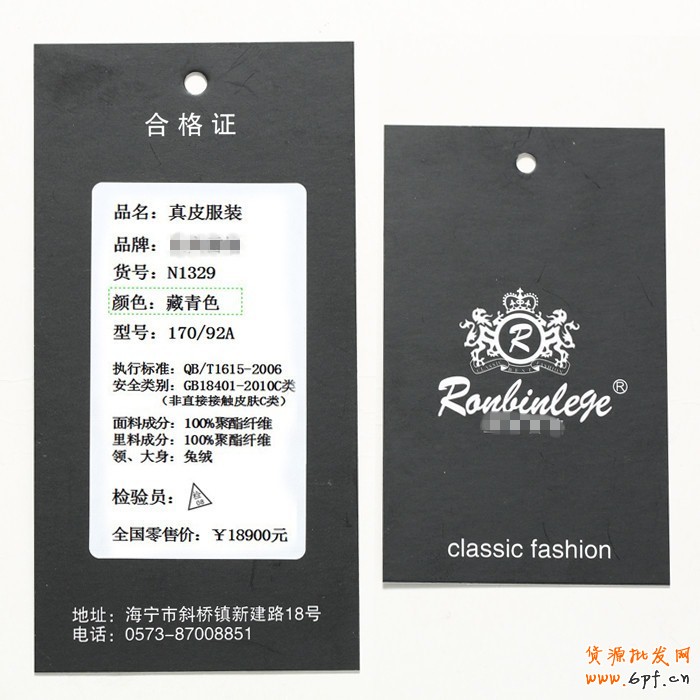 合格证
品名：真皮服装
品牌：
货号：N1329
颜色：藏青色
型号：170/92A
执行标准：QB/T1615-2006
安全类别：GB18401-2010C类
（非直接接触皮肤C类）
面料成分：100%聚酯纤维
里料成分：100%聚酯纤维
领、大身：兔绒
检验员：
检
08
全国零售价：￥18900元
地址：海宁市斜桥镇新建路18号
电话：0573-87008851
R
Ronbinlege®
classic fashion
货源批发网
www.6pf.cn